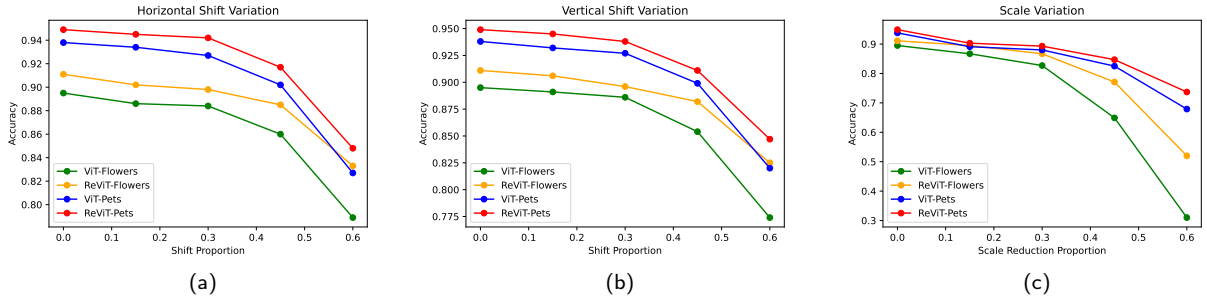 Horizontal Shift Variation
Accuracy
0.94
0.92
0.90
0.88
0.86
0.84
0.82
0.80
ViT-Flowers
ReViT-Flowers
ViT-Pets
ReViT-Pets
0.0 0.1 0.2 0.3 0.4 0.5 0.6
Shift Proportion
(a)
Vertical Shift Variation
Accuracy
0.950
0.925
0.900
0.875
0.850
0.825
0.800
0.775
ViT-Flowers
ReViT-Flowers
ViT-Pets
ReViT-Pets
0.0 0.1 0.2 0.3 0.4 0.5 0.6
Shift Proportion
(b)
Scale Variation
Accuracy
0.9
0.8
0.7
0.6
0.5
0.4
0.3
ViT-Flowers
ReViT-Flowers
ViT-Pets
ReViT-Pets
0.0 0.1 0.2 0.3 0.4 0.5 0.6
Scale Reduction Proportion
(c)